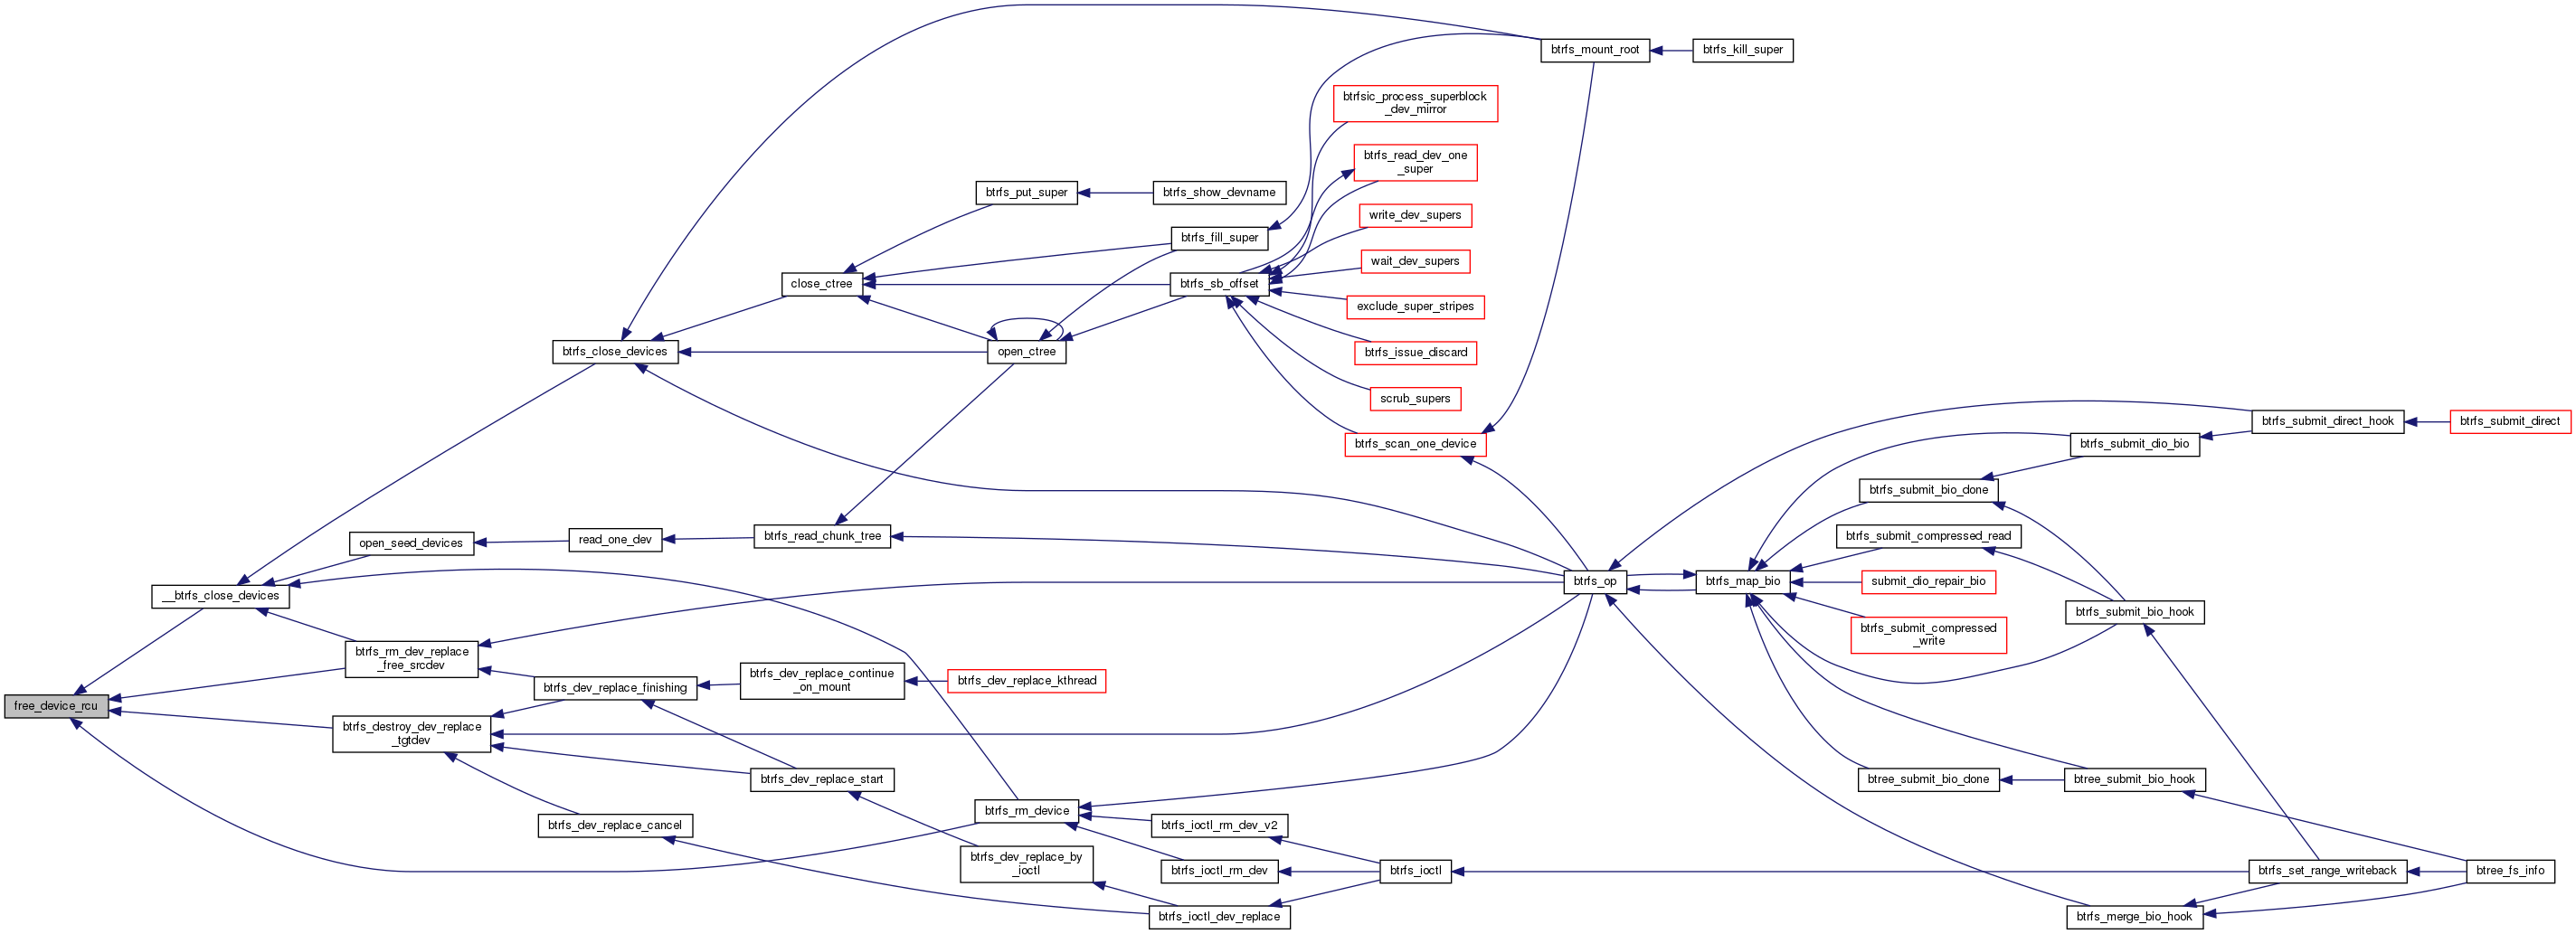 btrfs_mount_root
btrfs_kill_super
btrfsic_process_superblock
_dev_mirror
btrfs_read_dev_one
_super
btrfs_put_super
btrfs_show_devname
write_dev_supers
btrfs_fill_super
wait_dev_supers
close_ctree
btrfs_sb_offset
exclude_super_stripes
btrfs_close_devices
open_ctree
btrfs_issue_discard
scrub_supers
btrfs_scan_one_device
btrfs_submit_direct_hook
btrfs_submit_direct
btrfs_submit_dio_bio
btrfs_submit_bio_done
open_seed_devices
read_one_dev
btrfs_read_chunk_tree
btrfs_submit_compressed_read
__btrfs_close_devices
btrfs_op
btrfs_map_bio
submit_dio_repair_bio
btrfs_submit_bio_hook
btrfs_submit_compressed
_write
btrfs_rm_dev_replace
_free_srcdev
btrfs_dev_replace_finishing
btrfs_dev_replace_continue
_on_mount
btrfs_dev_replace_kthread
free_device_rcu
btrfs_destroy_dev_replace
_tgtdev
btrfs_dev_replace_start
btree_submit_bio_done
btree_submit_bio_hook
btrfs_rm_device
btrfs_dev_replace_cancel
btrfs_ioctl_rm_dev_v2
btrfs_dev_replace_by
_ioctl
btrfs_ioctl_rm_dev
btrfs_ioctl
btrfs_set_range_writeback
btree_fs_info
btrfs_ioctl_dev_replace
btrfs_merge_bio_hook